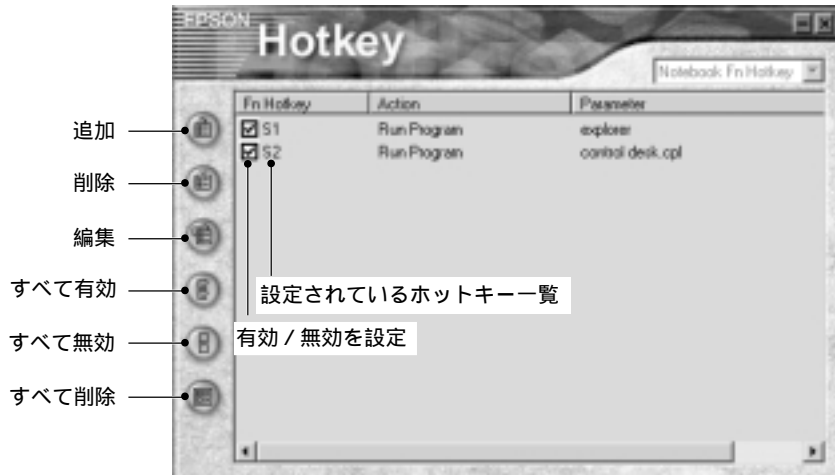 EPSON
Hotkey
Notebook Fn Hotkey
Fn Hotkey Action Parameter
S1 Run Program explorer
S2 Run Program control desk.cpl
追加
削除
編集
すべて有効
すべて無効
すべて削除
設定されているホットキー一覧
有効 / 無効を設定